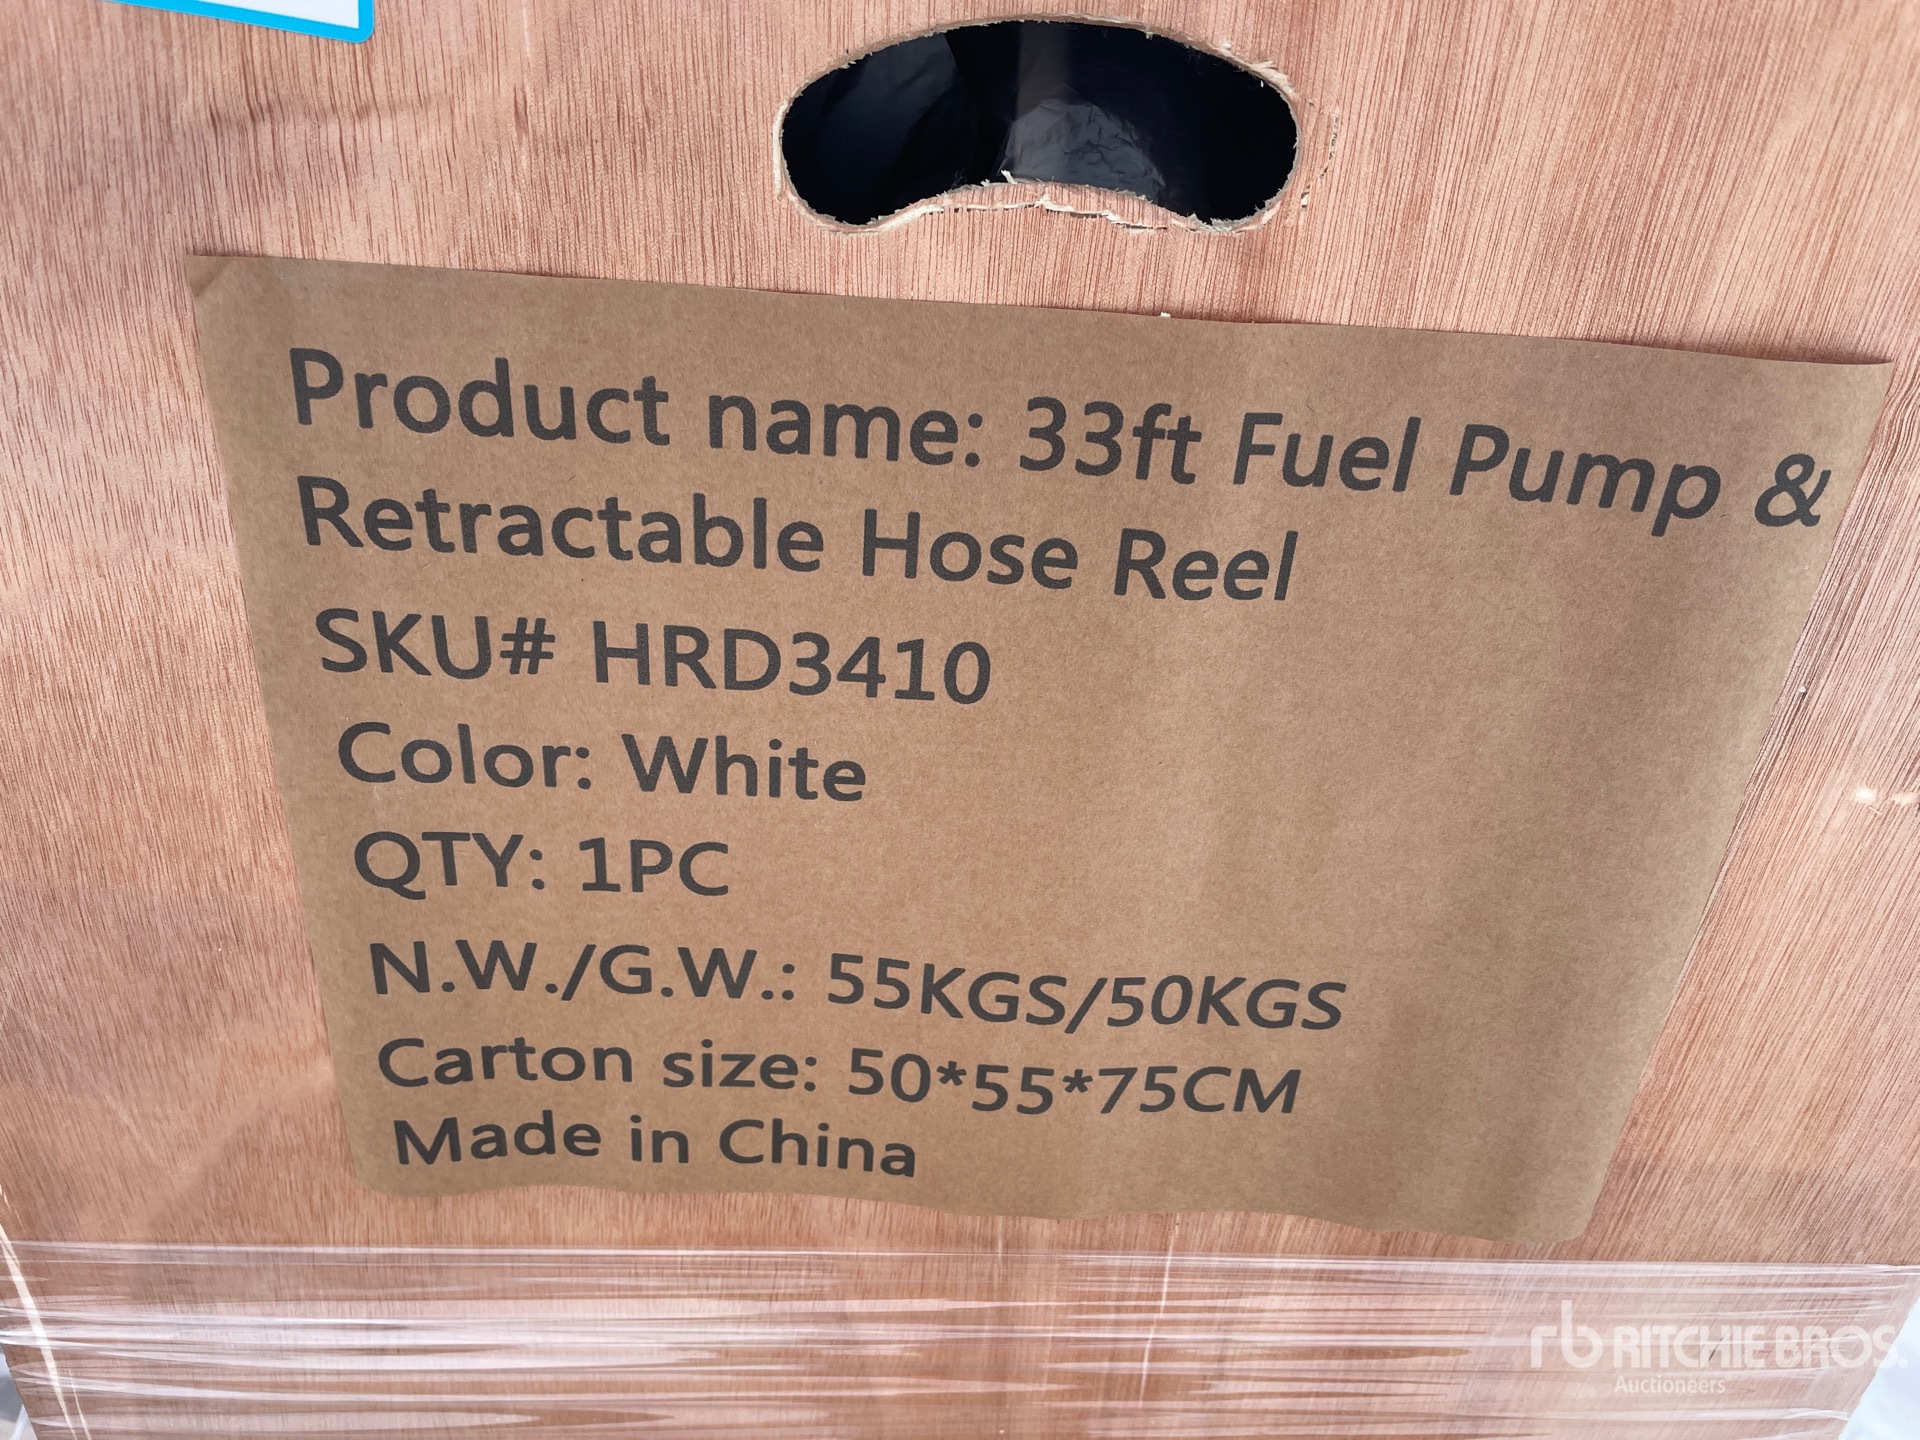 Product name: 33ft Fuel Pump &
Retractable Hose Reel
SKU# HRD3410
Color: White
QTY: 1PC
N.W./G.W.: 55KGS/50KGS
Carton size: 50*55*75CM
Made in China
rb RITCHIE BROS.
Auctioneers